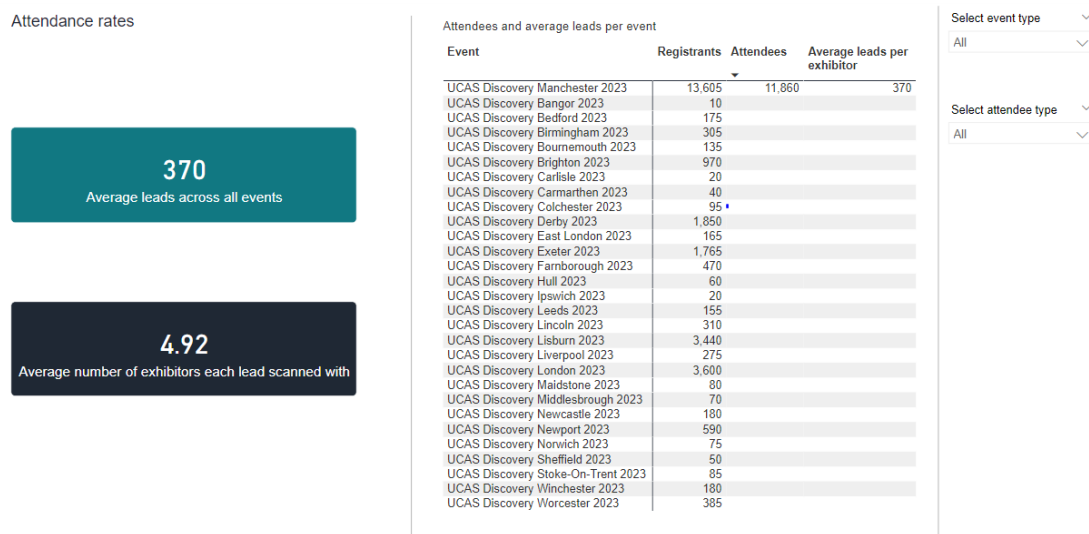 Attendance rates
370
Average leads across all events
4.92
Average number of exhibitors each lead scanned with
Attendees and average leads per event
Event Registrants Attendees Average leads per
exhibitor
UCAS Discovery Manchester 2023 13,605 11,860 370
UCAS Discovery Bangor 2023 10
UCAS Discovery Bedford 2023 175
UCAS Discovery Birmingham 2023 305
UCAS Discovery Bournemouth 2023 135
UCAS Discovery Brighton 2023 970
UCAS Discovery Carlisle 2023 20
UCAS Discovery Carmarthen 2023 40
UCAS Discovery Colchester 2023 95
UCAS Discovery Derby 2023 1,850
UCAS Discovery East London 2023 165
UCAS Discovery Exeter 2023 1,765
UCAS Discovery Farnborough 2023 470
UCAS Discovery Hull 2023 60
UCAS Discovery Ipswich 2023 20
UCAS Discovery Leeds 2023 155
UCAS Discovery Lincoln 2023 310
UCAS Discovery Lisburn 2023 3,440
UCAS Discovery Liverpool 2023 275
UCAS Discovery London 2023 3,600
UCAS Discovery Maidstone 2023 80
UCAS Discovery Middlesbrough 2023 70
UCAS Discovery Newcastle 2023 180
UCAS Discovery Newport 2023 590
UCAS Discovery Norwich 2023 75
UCAS Discovery Sheffield 2023 50
UCAS Discovery Stoke-On-Trent 2023 85
UCAS Discovery Winchester 2023 180
UCAS Discovery Worcester 2023 385
Select event type
All
Select attendee type
All